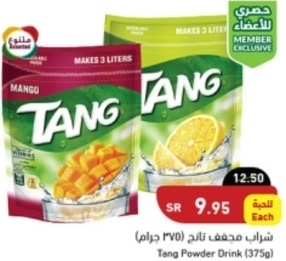 متنوع
Assorted
حصري
للأعضاء
MEMBER
EXCLUSIVE
MAKES 3 LITERS
MAKES 3 LITERS
MANGO
TANG
TANG
12.50
SR 9.95
للحبة
Each
شراب مجفف تانج (٣٧٥ جرام)
Tang Powder Drink (375g)